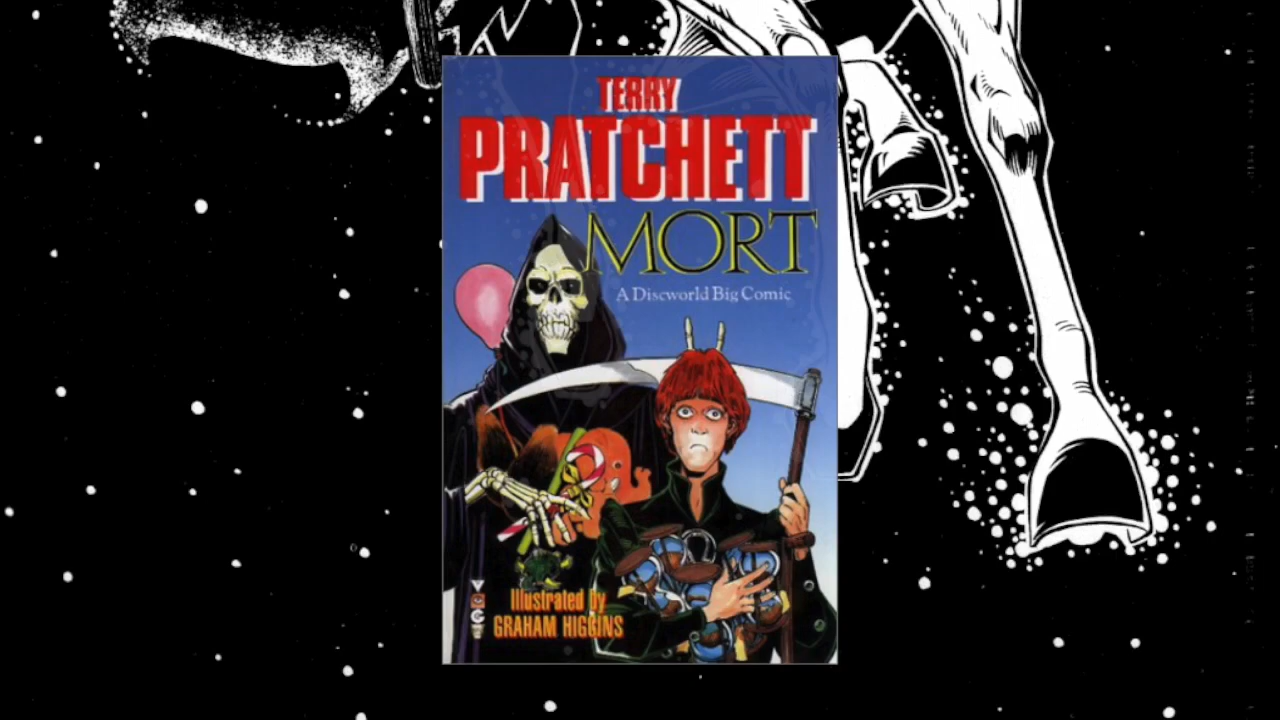 TERRY
PRATCHETT
MORT
A Discworld Big Comic
Illustrated by
GRAHAM HIGGINS